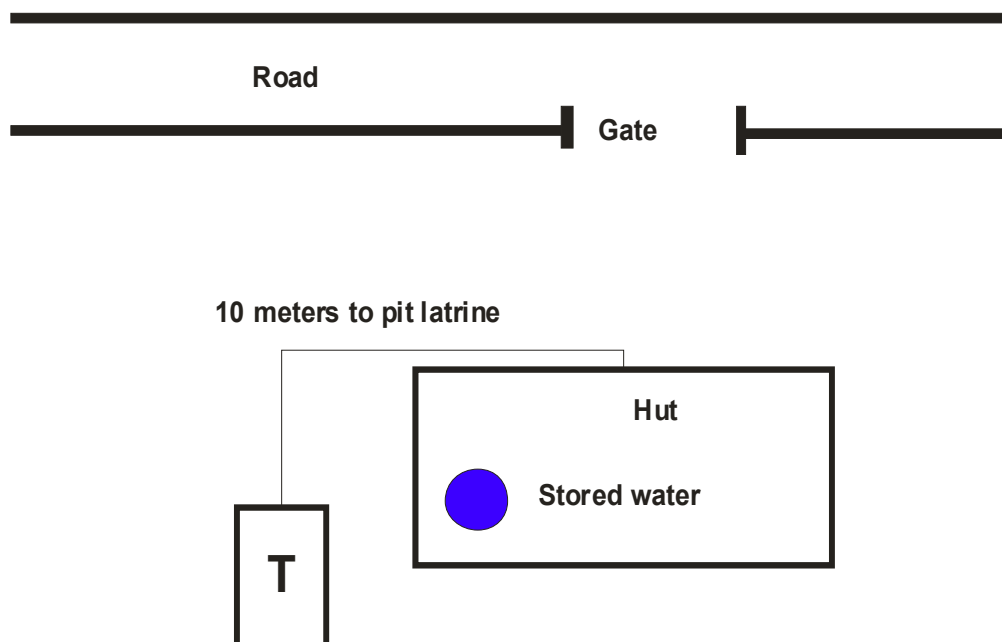 Road
Gate
10 meters to pit latrine
Hut
Stored water
T